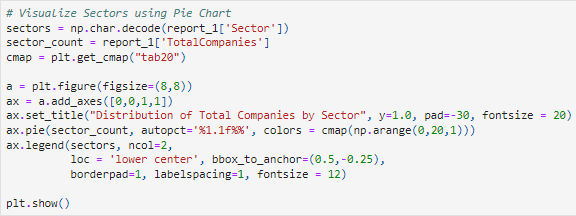 # Visualize Sectors using Pie Chart
sectors = np.char.decode(report_1['Sector'])
sector_count = report_1['TotalCompanies']
cmap = plt.get_cmap("tab20")

a = plt.figure(figsize=(8,8))
ax = a.add_axes([0,0,1,1])
ax.set_title("Distribution of Total Companies by Sector", y=1.0, pad=-30, fontsize = 20)
ax.pie(sector_count, autopct='%1.1f%%', colors = cmap(np.arange(0,20,1)))
ax.legend(sectors, ncol=2,
          loc = 'lower center', bbox_to_anchor=(0.5,-0.25),
          borderpad=1, labelspacing=1, fontsize = 12)

plt.show()